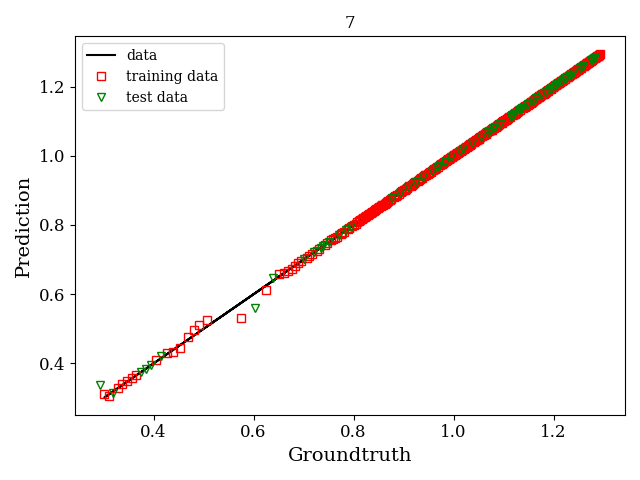 7
data
training data
test data
1.2
1.0
0.8
0.6
0.4
Prediction
0.4 0.6 0.8 1.0 1.2
Groundtruth